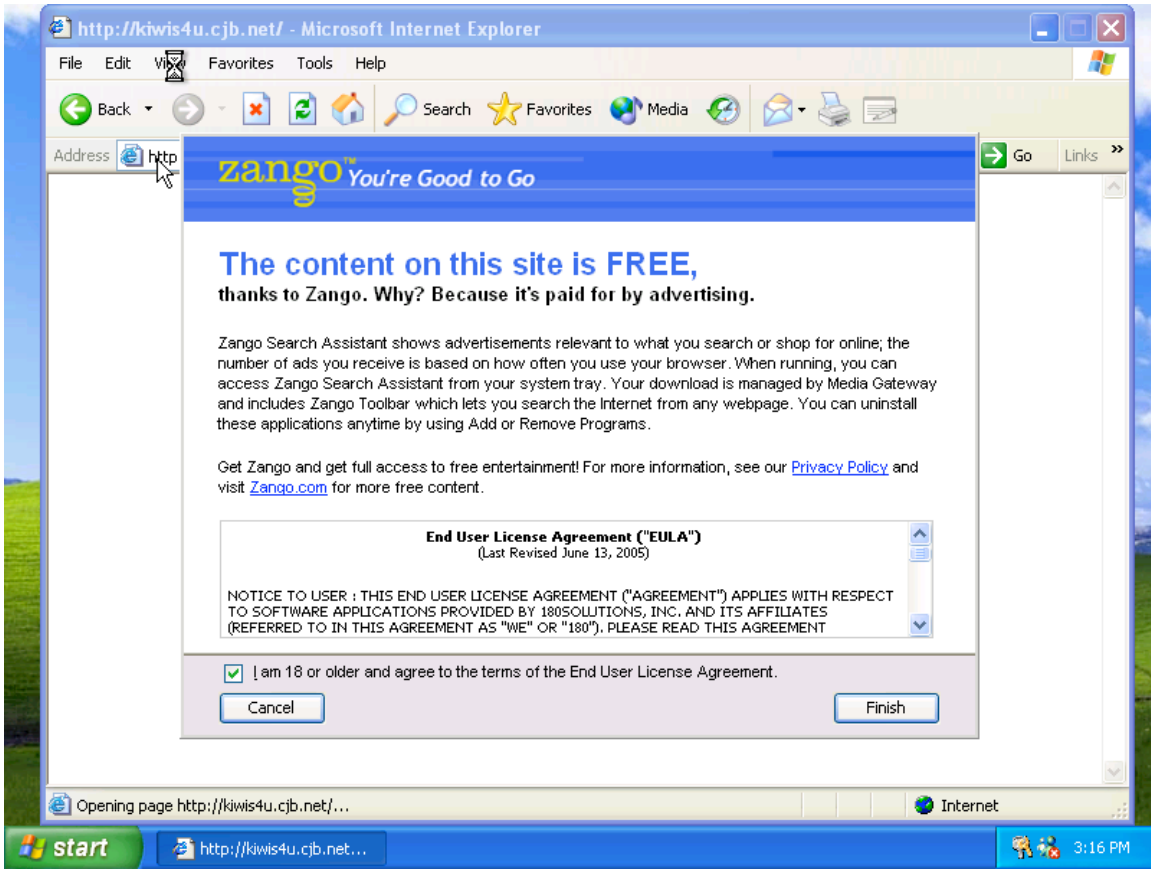 http://kiwis4u.cjb.net/ - Microsoft Internet Explorer
File Edit View Favorites Tools Help
Back Search Favorites Media
Address http Go Links »
zango™ You're Good to Go
The content on this site is FREE,
thanks to Zango. Why? Because it's paid for by advertising.
Zango Search Assistant shows advertisements relevant to what you search or shop for online; the
number of ads you receive is based on how often you use your browser. When running, you can
access Zango Search Assistant from your system tray. Your download is managed by Media Gateway
and includes Zango Toolbar which lets you search the Internet from any webpage. You can uninstall
these applications anytime by using Add or Remove Programs.
Get Zango and get full access to free entertainment! For more information, see our Privacy Policy and
visit Zango.com for more free content.
End User License Agreement ("EULA")
(Last Revised June 13, 2005)
NOTICE TO USER : THIS END USER LICENSE AGREEMENT ("AGREEMENT") APPLIES WITH RESPECT
TO SOFTWARE APPLICATIONS PROVIDED BY 180SOLUTIONS, INC. AND ITS AFFILIATES
(REFERRED TO IN THIS AGREEMENT AS "WE" OR "180"). PLEASE READ THIS AGREEMENT
I am 18 or older and agree to the terms of the End User License Agreement.
Cancel Finish
Opening page http://kiwis4u.cjb.net/... Internet
start http://kiwis4u.cjb.net... 3:16 PM